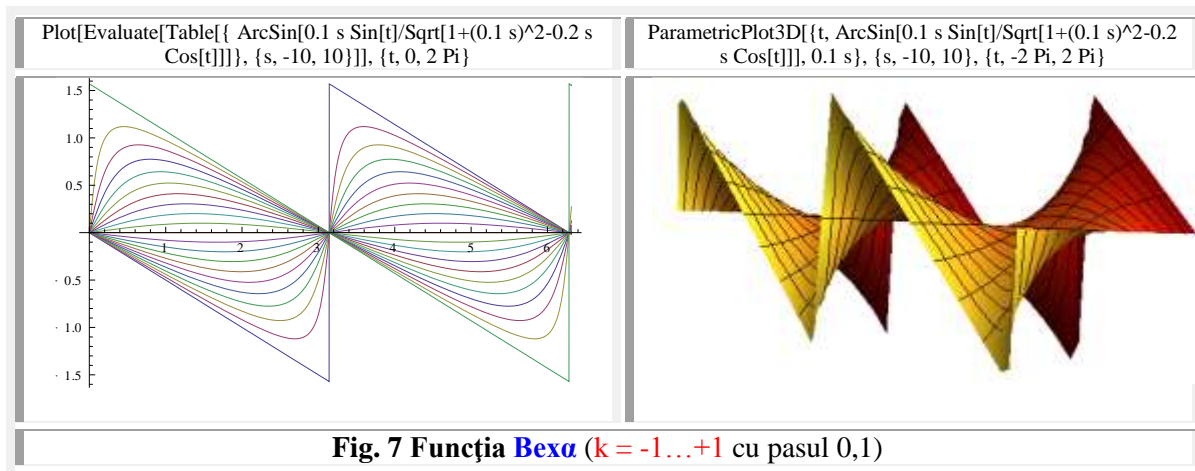 Plot[Evaluate[Table[{ ArcSin[0.1 s Sin[t]/Sqrt[1+(0.1 s)^2-0.2 s
Cos[t]]]}, {s, -10, 10}]], {t, 0, 2 Pi}
ParametricPlot3D[{t, ArcSin[0.1 s Sin[t]/Sqrt[1+(0.1 s)^2-0.2
s Cos[t]]], 0.1 s}, {s, -10, 10}, {t, -2 Pi, 2 Pi}
1.5
1.0
0.5
1 2 3 4 5 6
· 0.5
· 1.0
· 1.5
Fig. 7 Funcţia Bexα (k = -1…+1 cu pasul 0,1)